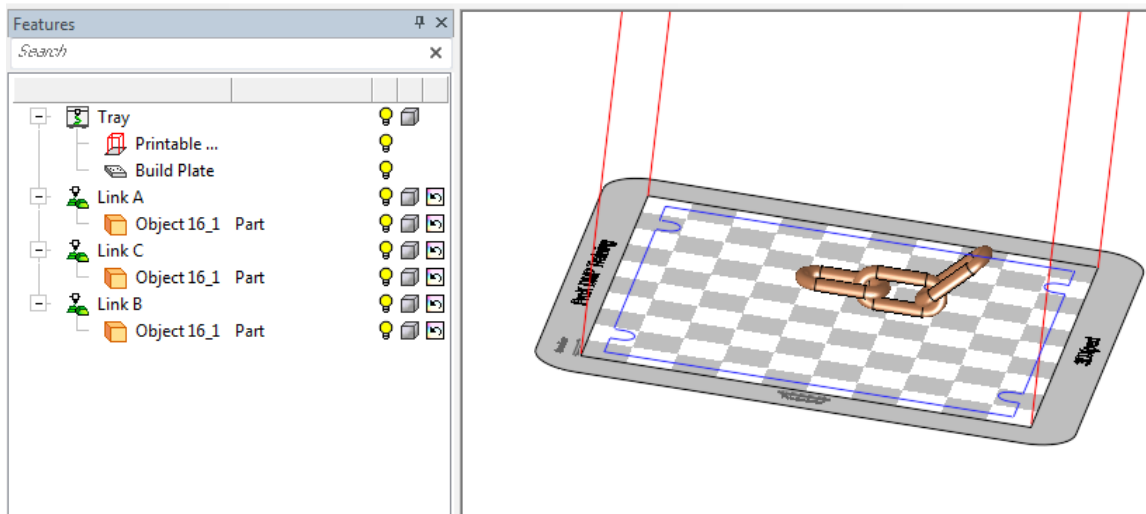 Features
Search
Tray
Printable ...
Build Plate
Link A
Object 16_1 Part
Link C
Object 16_1 Part
Link B
Object 16_1 Part